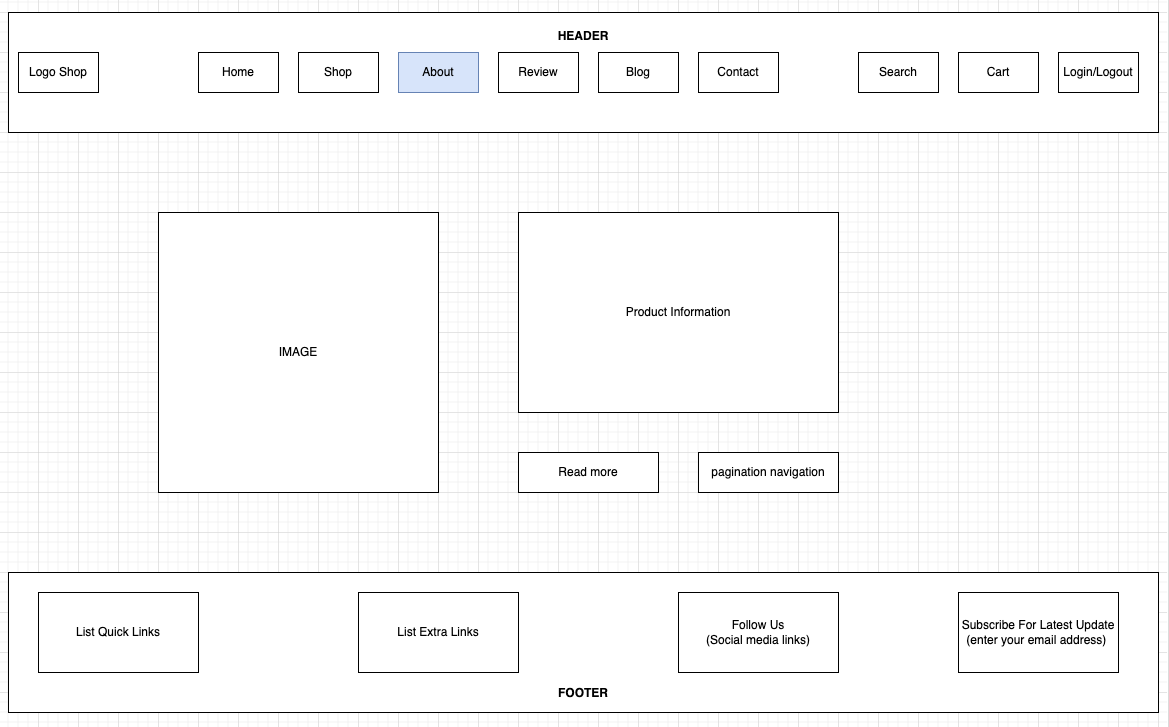 HEADER
Logo Shop
Home
Shop
About
Review
Blog
Contact
Search
Cart
Login/Logout
IMAGE
Product Information
Read more
pagination navigation
List Quick Links
List Extra Links
Follow Us
(Social media links)
Subscribe For Latest Update
(enter your email address)
FOOTER